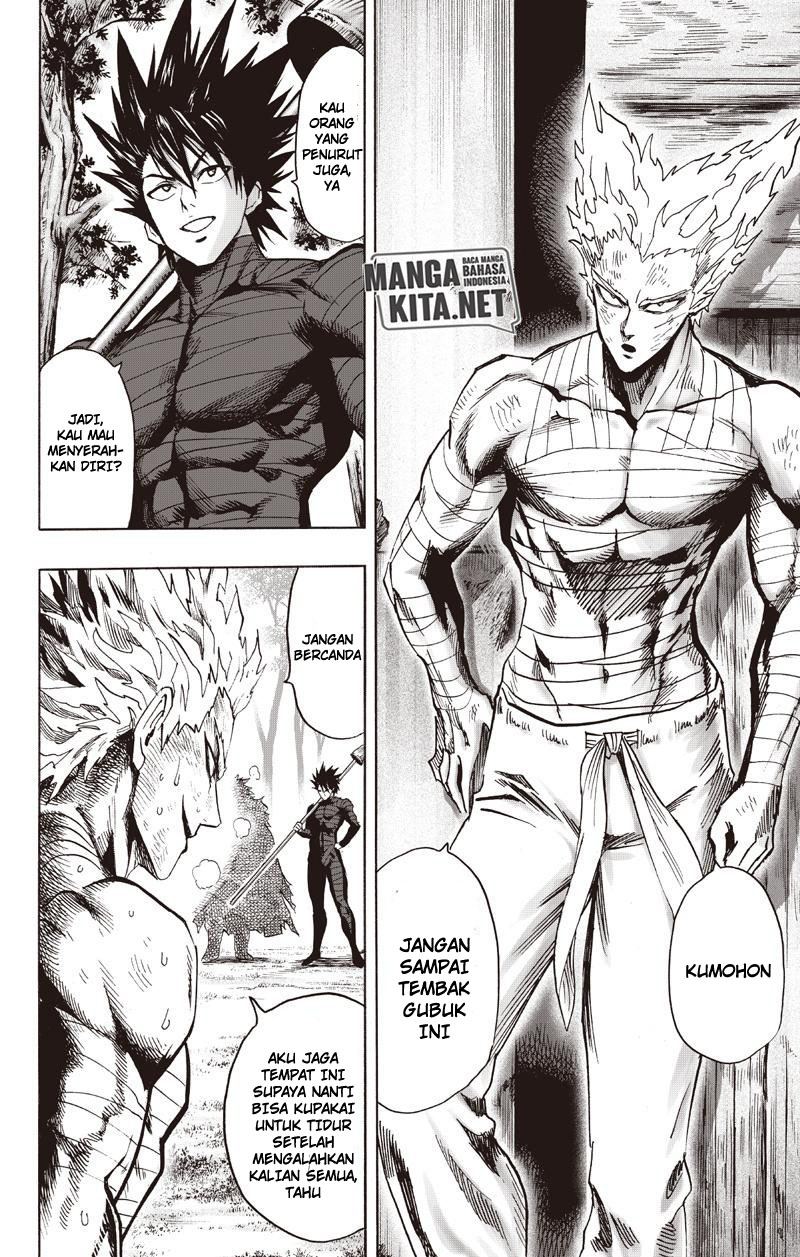 KUMOHON
JANGAN
SAMPAI
TEMBAK
GUBUK
INI
KAU
ORANG
YANG
PENURUT
JUGA,
YA
JADI,
KAU MAU
MENYERAH-
KAN DIRI?
JANGAN
BERCANDA
AKU JAGA
TEMPAT INI
SUPAYA NANTI
BISA KUPAKAI
UNTUK TIDUR
SETELAH
MENGALAHKAN
KALIAN SEMUA,
TAHU
MANGA
KITA.NET
BACA MANGA
BAHASA
INDONESIA